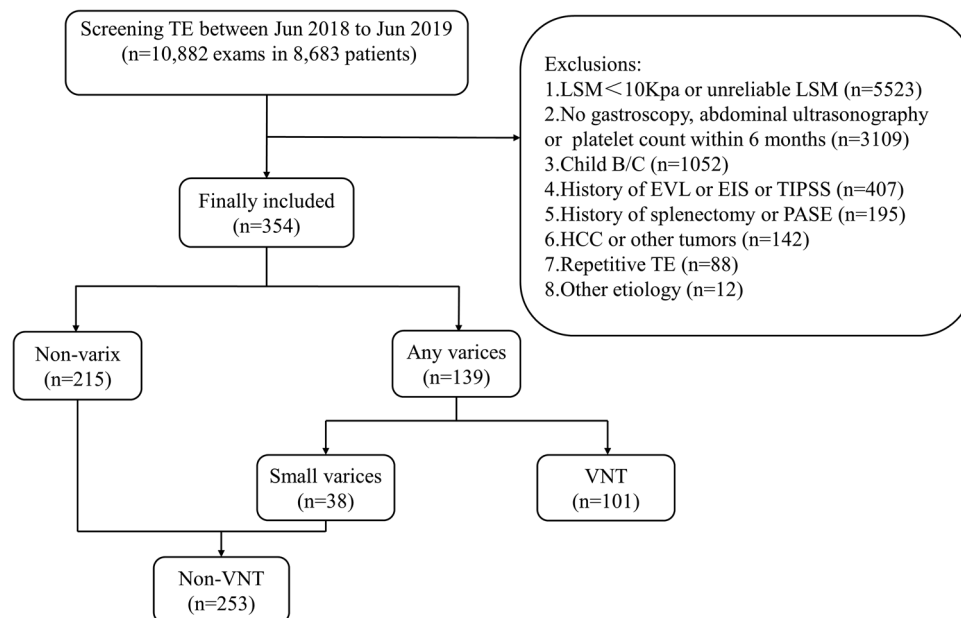 Screening TE between Jun 2018 to Jun 2019
(n=10,882 exams in 8,683 patients)
Exclusions:
1.LSM＜10Kpa or unreliable LSM (n=5523)
2.No gastroscopy, abdominal ultrasonography
or platelet count within 6 months (n=3109)
3.Child B/C (n=1052)
4.History of EVL or EIS or TIPSS (n=407)
5.History of splenectomy or PASE (n=195)
6.HCC or other tumors (n=142)
7.Repetitive TE (n=88)
8.Other etiology (n=12)
Finally included
(n=354)
Non-varix
(n=215)
Any varices
(n=139)
Small varices
(n=38)
VNT
(n=101)
Non-VNT
(n=253)